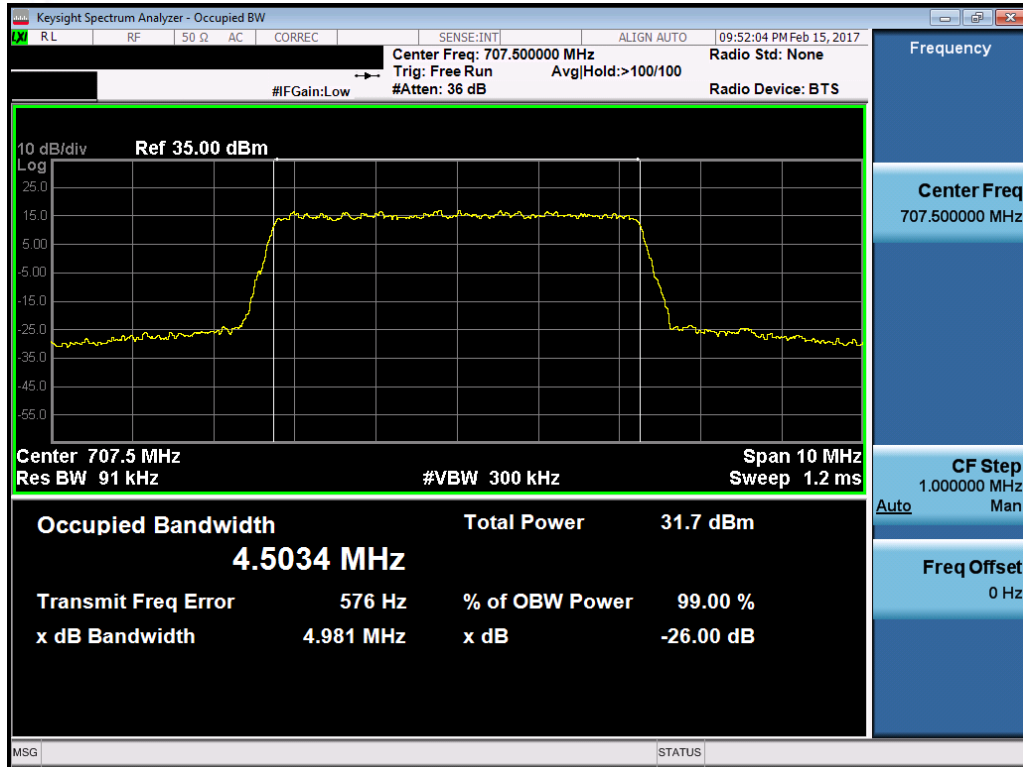 Keysight Spectrum Analyzer - Occupied BW
LXI RL RF 50 Ω AC CORREC SENSE:INT ALIGN AUTO 09:52:04 PM Feb 15, 2017
Center Freq: 707.500000 MHz Radio Std: None
Trig: Free Run Avg|Hold:>100/100
#IFGain:Low #Atten: 36 dB Radio Device: BTS
10 dB/div Ref 35.00 dBm
Log
25.0
15.0
5.00
-5.00
-15.0
-25.0
-35.0
-45.0
-55.0
Center 707.5 MHz Span 10 MHz
Res BW 91 kHz #VBW 300 kHz Sweep 1.2 ms
Occupied Bandwidth Total Power 31.7 dBm
4.5034 MHz
Transmit Freq Error 576 Hz % of OBW Power 99.00 %
x dB Bandwidth 4.981 MHz x dB -26.00 dB
Frequency
Center Freq
707.500000 MHz
CF Step
1.000000 MHz
Auto Man
Freq Offset
0 Hz
MSG STATUS